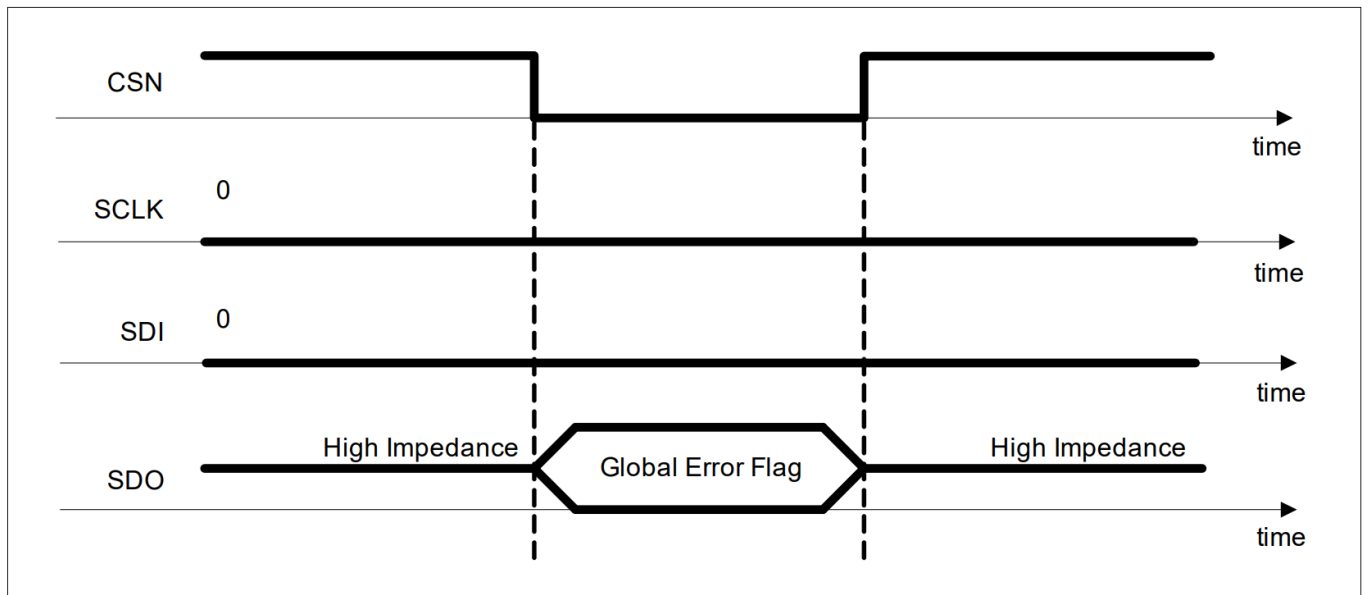 CSN
time
0
SCLK
time
0
SDI
time
High Impedance
Global Error Flag
High Impedance
SDO
time